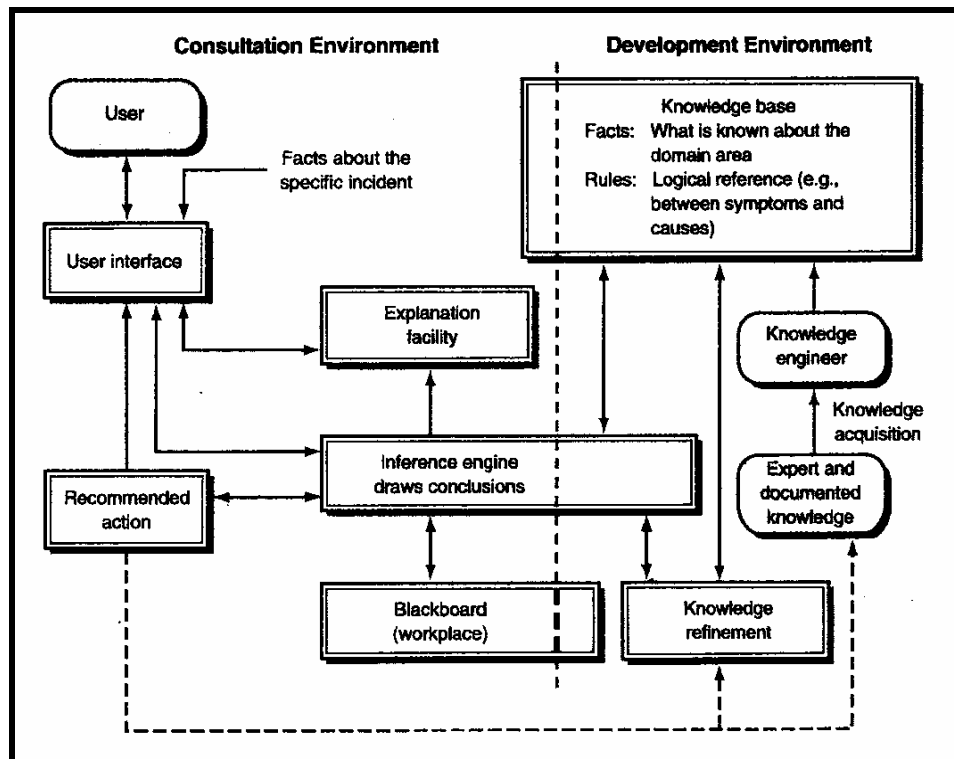 Consultation Environment
Development Environment
User
Facts about the
specific incident
User interface
Knowledge base
Facts: What is known about the
domain area
Rules: Logical reference (e.g.,
between symptoms and
causes)
Explanation
facility
Knowledge
engineer
Knowledge
acquisition
Inference engine
draws conclusions
Expert and
documented
knowledge
Recommended
action
Blackboard
(workplace)
Knowledge
refinement